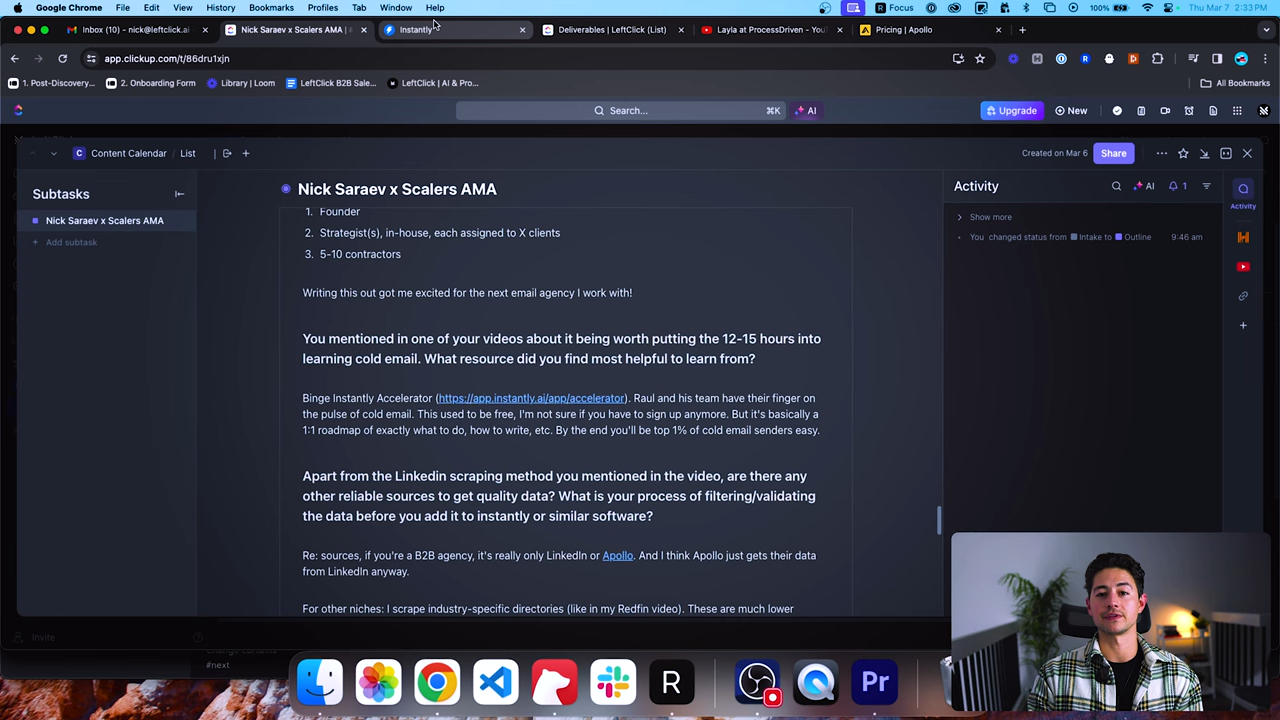 Google Chrome File Edit View History Bookmarks Profiles Tab Window Help Focus 100% Thu Mar 7 2:33 PM
Inbox (10) - nick@leftclick.ai Nick Saraev x Scalers AMA | Instantly Deliverables | LeftClick (List) Layla at ProcessDriven - YouT Pricing | Apollo
app.clickup.com/t/86dru1xjn
1. Post-Discovery... 2. Onboarding Form Library | Loom LeftClick B2B Sale... LeftClick | AI & Pro... All Bookmarks
Search... ⌘K AI Upgrade New
Content Calendar / List Created on Mar 6 Share
Subtasks
Nick Saraev x Scalers AMA
Add subtask
Nick Saraev x Scalers AMA
1. Founder
2. Strategist(s), in-house, each assigned to X clients
3. 5-10 contractors
Writing this out got me excited for the next email agency I work with!
You mentioned in one of your videos about it being worth putting the 12-15 hours into
learning cold email. What resource did you find most helpful to learn from?
Binge Instantly Accelerator (https://app.instantly.ai/app/accelerator). Raul and his team have their finger on
the pulse of cold email. This used to be free, I'm not sure if you have to sign up anymore. But it's basically a
1:1 roadmap of exactly what to do, how to write, etc. By the end you'll be top 1% of cold email senders easy.
Apart from the Linkedin scraping method you mentioned in the video, are there any
other reliable sources to get quality data? What is your process of filtering/validating
the data before you add it to instantly or similar software?
Re: sources, if you're a B2B agency, it's really only LinkedIn or Apollo. And I think Apollo just gets their data
from LinkedIn anyway.
For other niches: I scrape industry-specific directories (like in my Redfin video). These are much lower
Activity AI 1
Activity
Show more
You changed status from Intake to Outline 9:46 am
Invite
#next
R
Pr